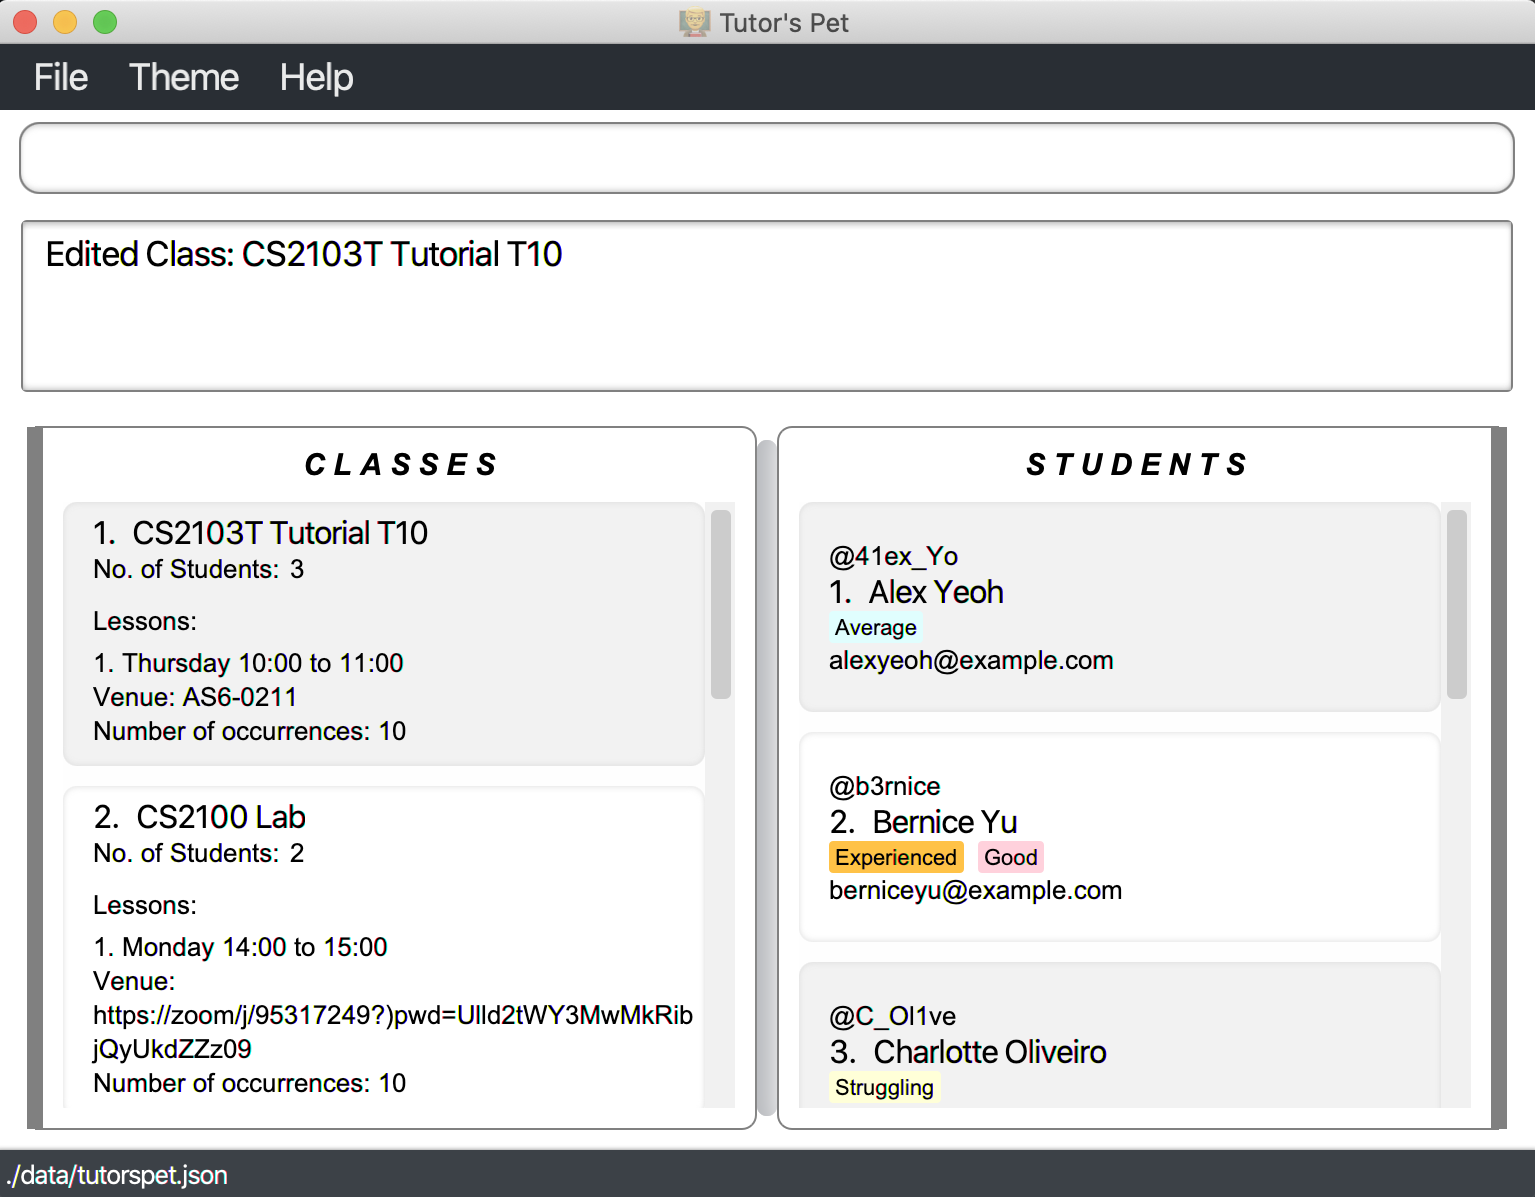 Tutor's Pet
File Theme Help
Edited Class: CS2103T Tutorial T10
CLASSES
1. CS2103T Tutorial T10
No. of Students: 3
Lessons:
1. Thursday 10:00 to 11:00
Venue: AS6-0211
Number of occurrences: 10
2. CS2100 Lab
No. of Students: 2
Lessons:
1. Monday 14:00 to 15:00
Venue:
https://zoom/j/95317249?)pwd=Ulld2tWY3MwMkRib
jQyUkdZZz09
Number of occurrences: 10
STUDENTS
@41ex_Yo
1. Alex Yeoh
Average
alexyeoh@example.com
@b3rnice
2. Bernice Yu
Experienced Good
berniceyu@example.com
@C_Ol1ve
3. Charlotte Oliveiro
Struggling
./data/tutorspet.json